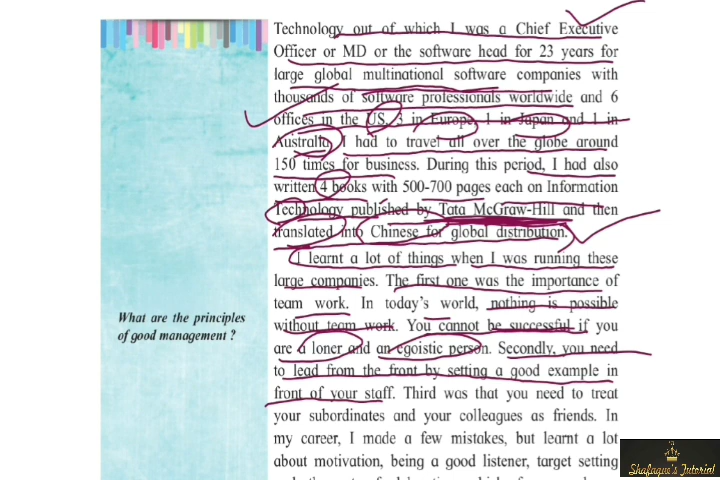 Technology out of which I was a Chief Executive
Officer or MD or the software head for 23 years for
large global multinational software companies with
thousands of software professionals worldwide and 6
offices in the US, 3 in Europe, 1 in Japan and 1 in
Australia. I had to travel all over the globe around
150 times for business. During this period, I had also
written 4 books with 500-700 pages each on Information
Technology published by Tata McGraw-Hill and then
translated into Chinese for global distribution.
I learnt a lot of things when I was running these
large companies. The first one was the importance of
team work. In today's world, nothing is possible
without team work. You cannot be successful if you
are a loner and an egoistic person. Secondly, you need
to lead from the front by setting a good example in
front of your staff. Third was that you need to treat
your subordinates and your colleagues as friends. In
my career, I made a few mistakes, but learnt a lot
about motivation, being a good listener, target setting
What are the principles
of good management ?
Shafaque's Tutorial